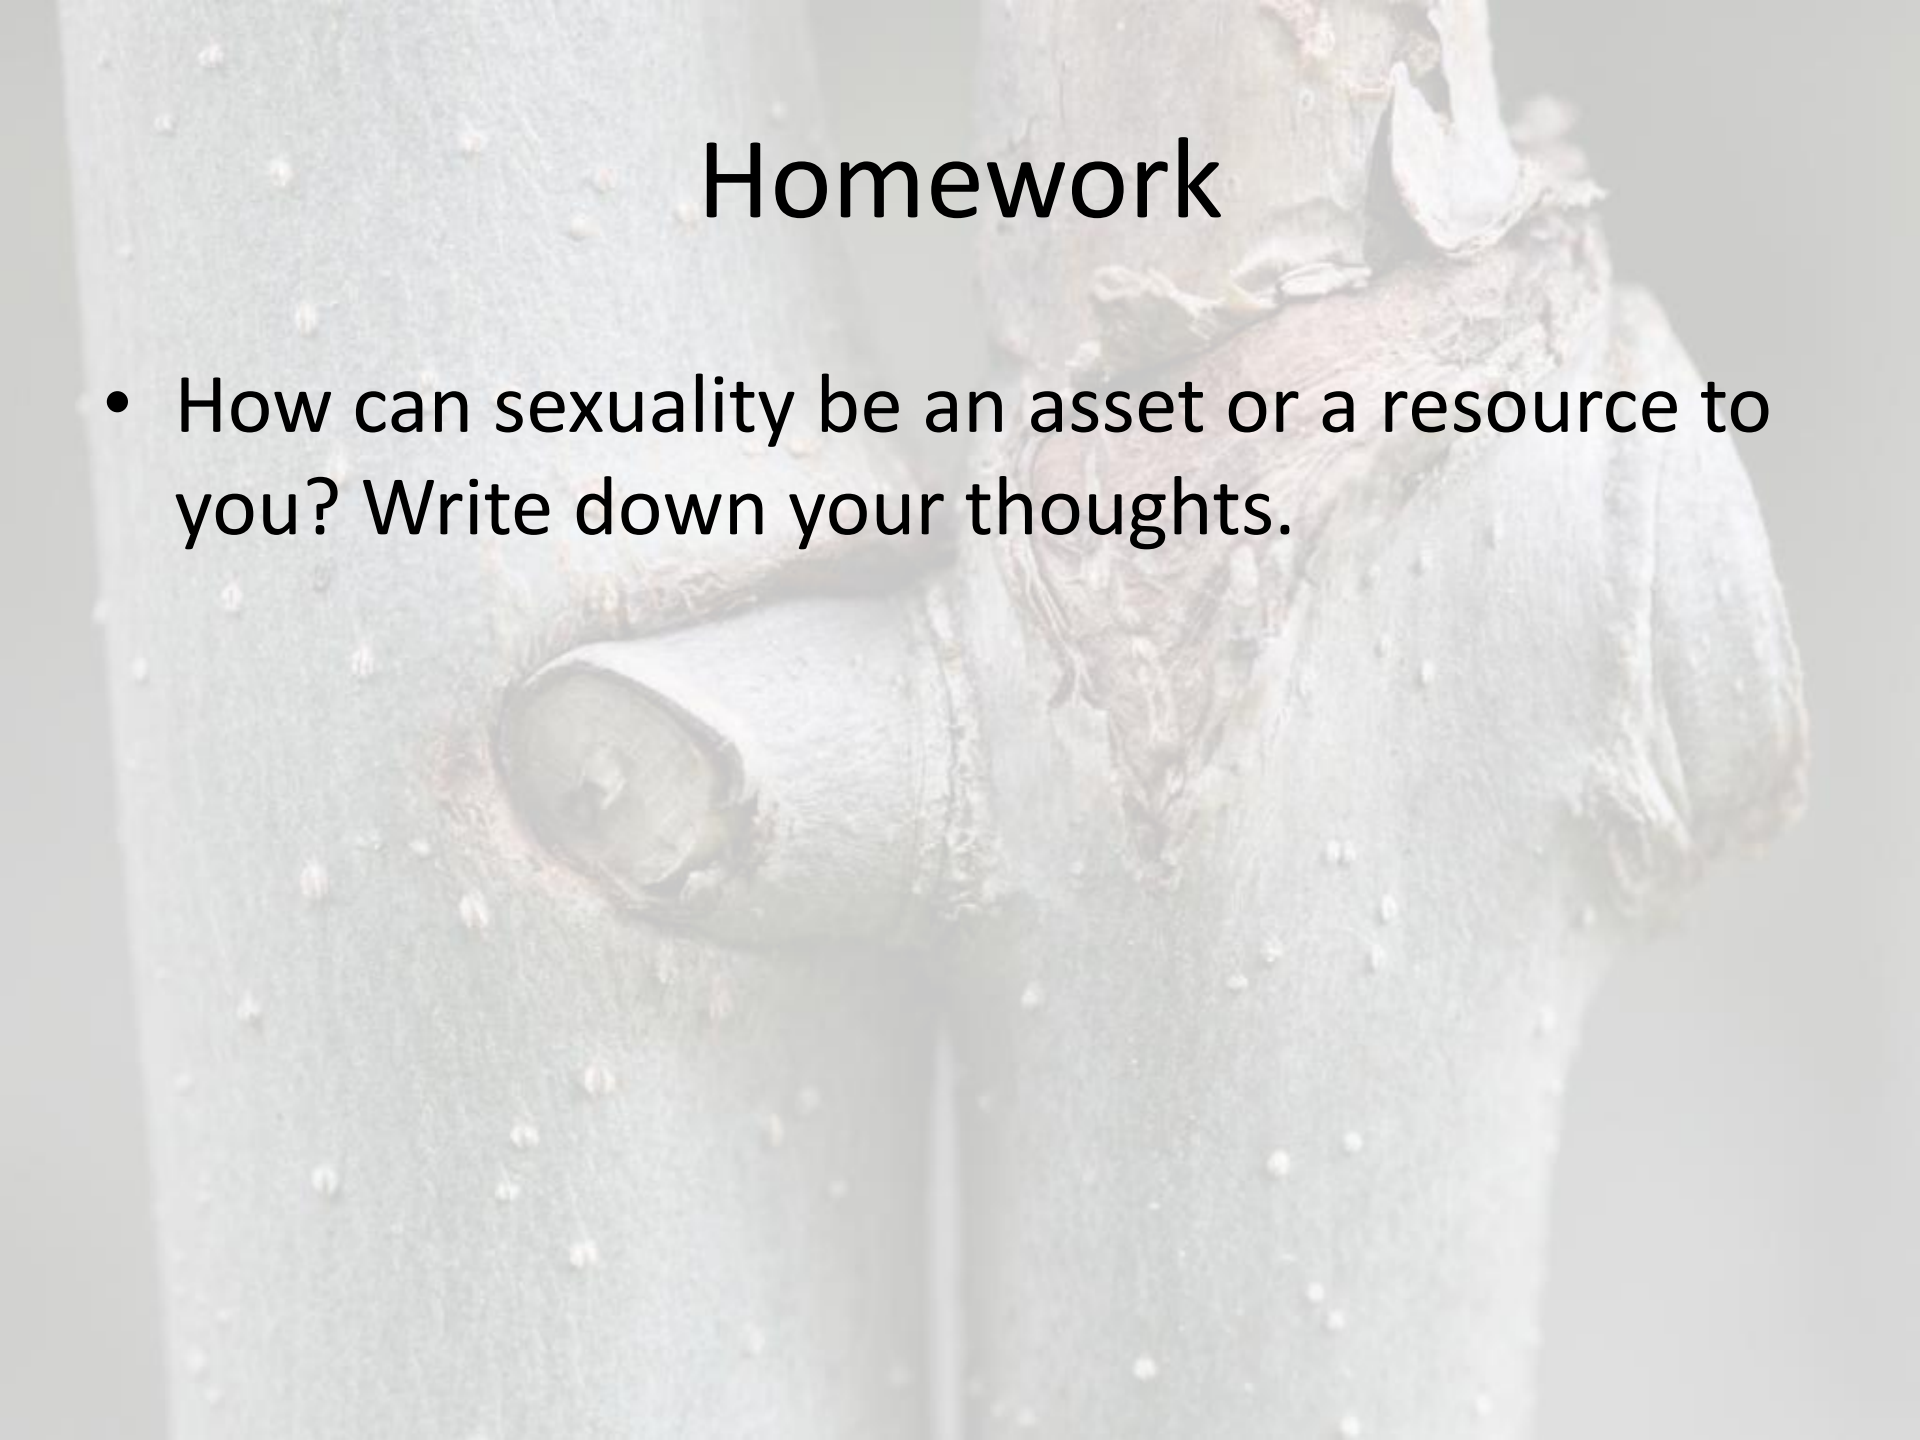 Homework
• How can sexuality be an asset or a resource to
you? Write down your thoughts.